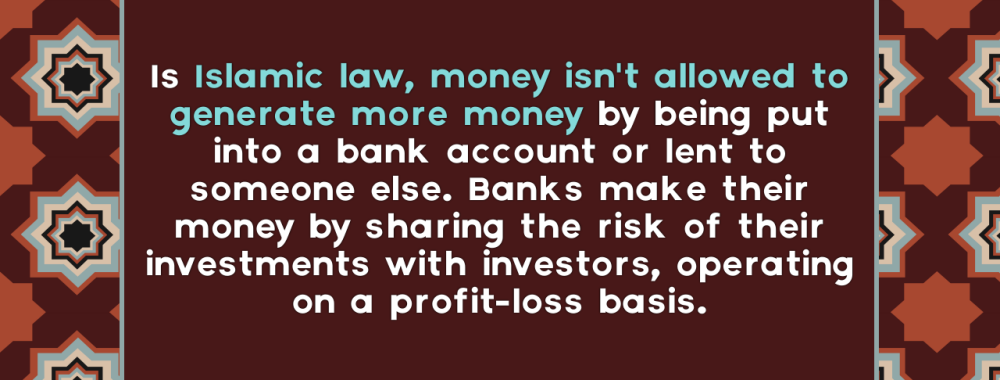 Is Islamic law, money isn't allowed to
generate more money by being put
into a bank account or lent to
someone else. Banks make their
money by sharing the risk of their
investments with investors, operating
on a profit-loss basis.